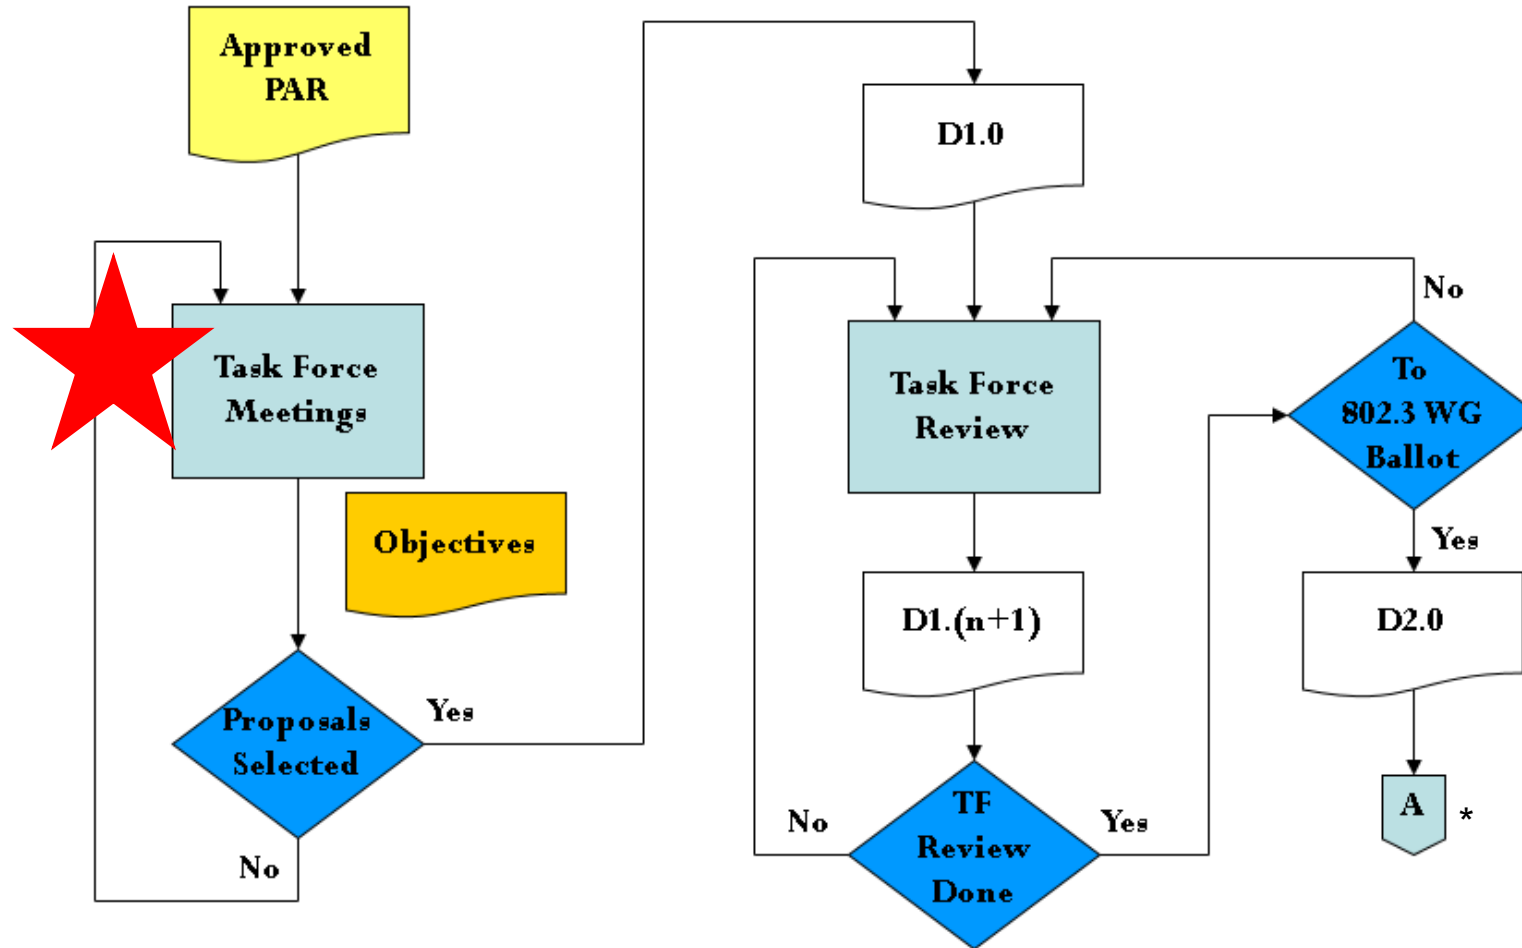 Approved
PAR
Task Force
Meetings
Objectives
Proposals
Selected
Yes
No
D1.0
Task Force
Review
D1.(n+1)
TF
Review
Done
No
Yes
To
802.3 WG
Ballot
No
Yes
D2.0
A *